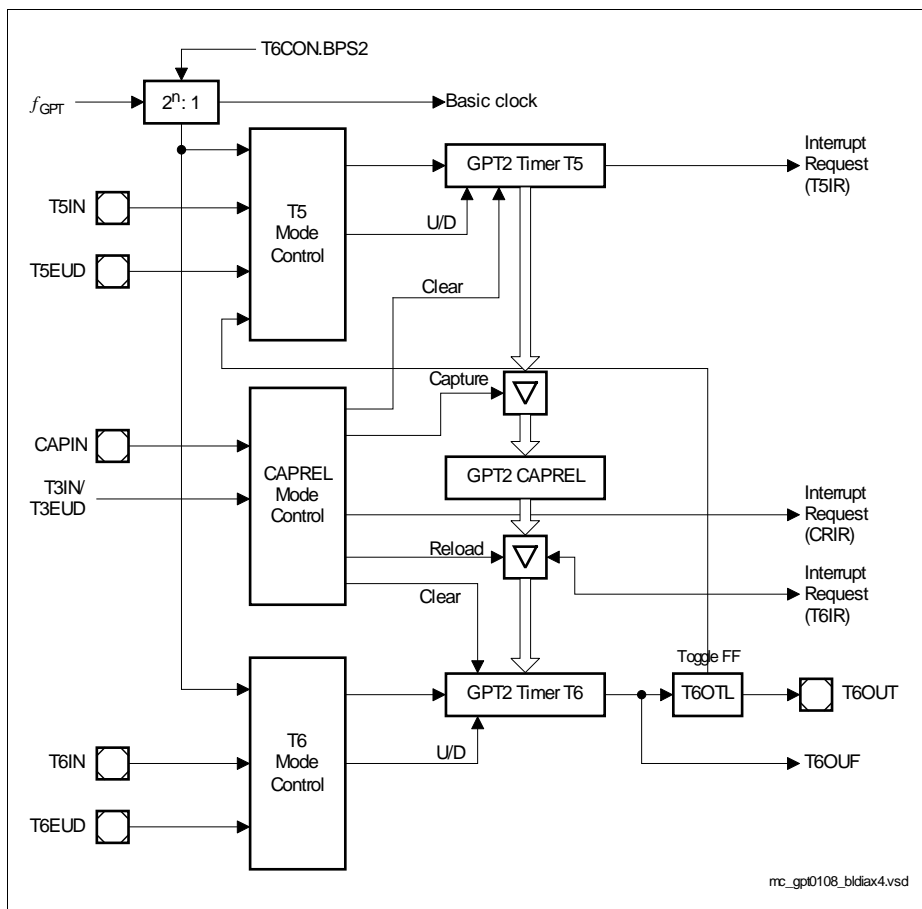 T6CON.BPS2
fGPT
2ⁿ: 1
Basic clock
T5IN
T5EUD
T5
Mode
Control
GPT2 Timer T5
U/D
Clear
Interrupt
Request
(T5IR)
Capture
CAPIN
T3IN/
T3EUD
CAPREL
Mode
Control
GPT2 CAPREL
Interrupt
Request
(CRIR)
Reload
Clear
Interrupt
Request
(T6IR)
Toggle FF
GPT2 Timer T6
T6OTL
T6OUT
T6IN
T6EUD
T6
Mode
Control
U/D
T6OUF
mc_gpt0108_bldiax4.vsd